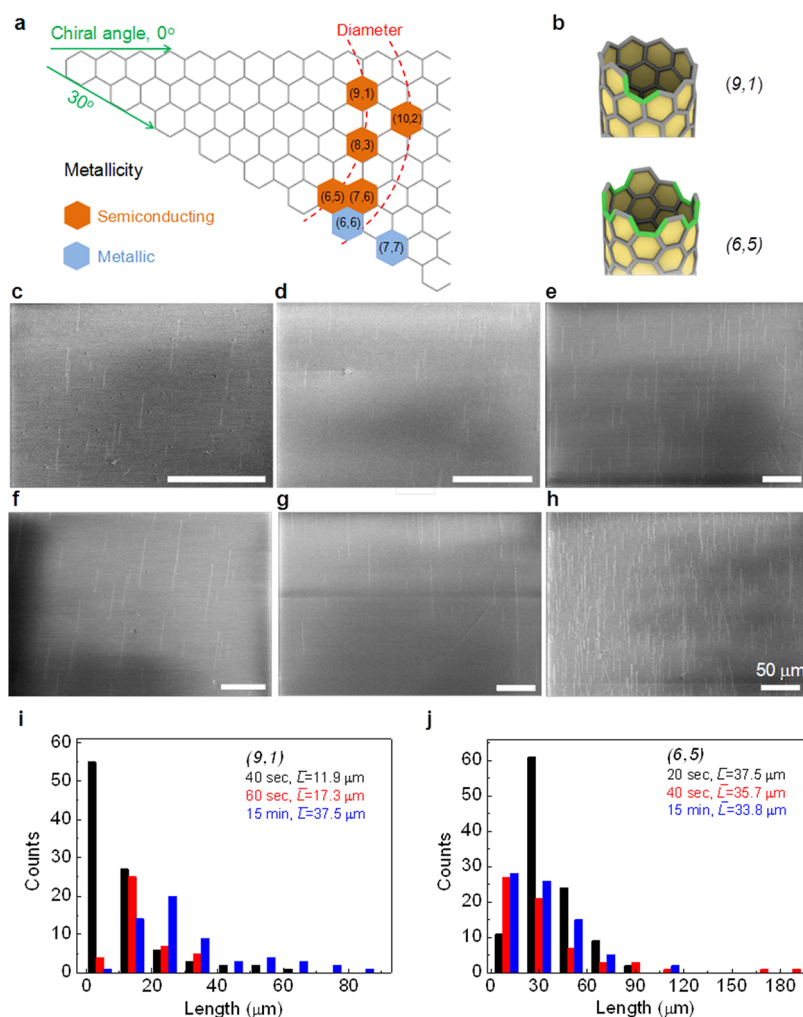 a
Chiral angle, 0º
30º
Diameter
(9,1)
(10,2)
(8,3)
(6,5)
(7,6)
(6,6)
(7,7)
Metallicity
Semiconducting
Metallic
b
(9,1)
(6,5)
c
d
e
f
g
h
50 µm
i
(9,1)
40 sec, L̅=11.9 µm
60 sec, L̅=17.3 µm
15 min, L̅=37.5 µm
Counts
60
50
40
30
20
10
0
0
20
40
60
80
Length (µm)
j
(6,5)
20 sec, L̅=37.5 µm
40 sec, L̅=35.7 µm
15 min, L̅=33.8 µm
Counts
60
50
40
30
20
10
0
0
30
60
90
115
150
180
Length (µm)